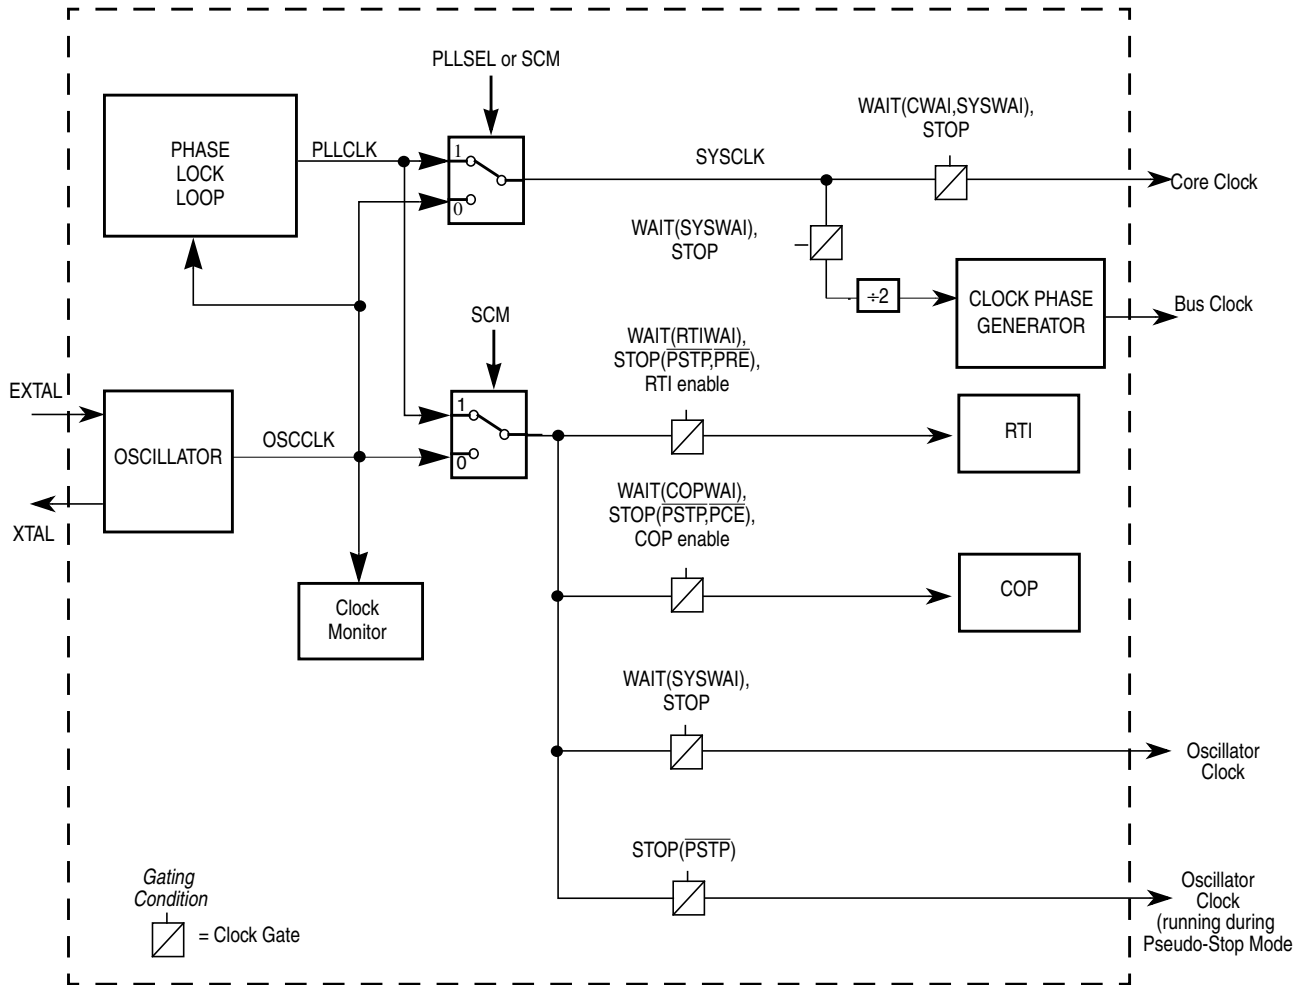 PLLSEL or SCM
WAIT(CWAI,SYSWAI),
STOP
PHASE
LOCK
LOOP
PLLCLK
1
0
SYSCLK
Core Clock
WAIT(SYSWAI),
STOP
÷2
CLOCK PHASE
GENERATOR
Bus Clock
SCM
WAIT(RTIWAI),
STOP(PSTP,PRE),
RTI enable
EXTAL
OSCILLATOR
OSCCLK
1
0
RTI
XTAL
WAIT(COPWAI),
STOP(PSTP,PCE),
COP enable
COP
Clock
Monitor
WAIT(SYSWAI),
STOP
Oscillator
Clock
STOP(PSTP)
Oscillator
Clock
(running during
Pseudo-Stop Mode
Gating
Condition
= Clock Gate